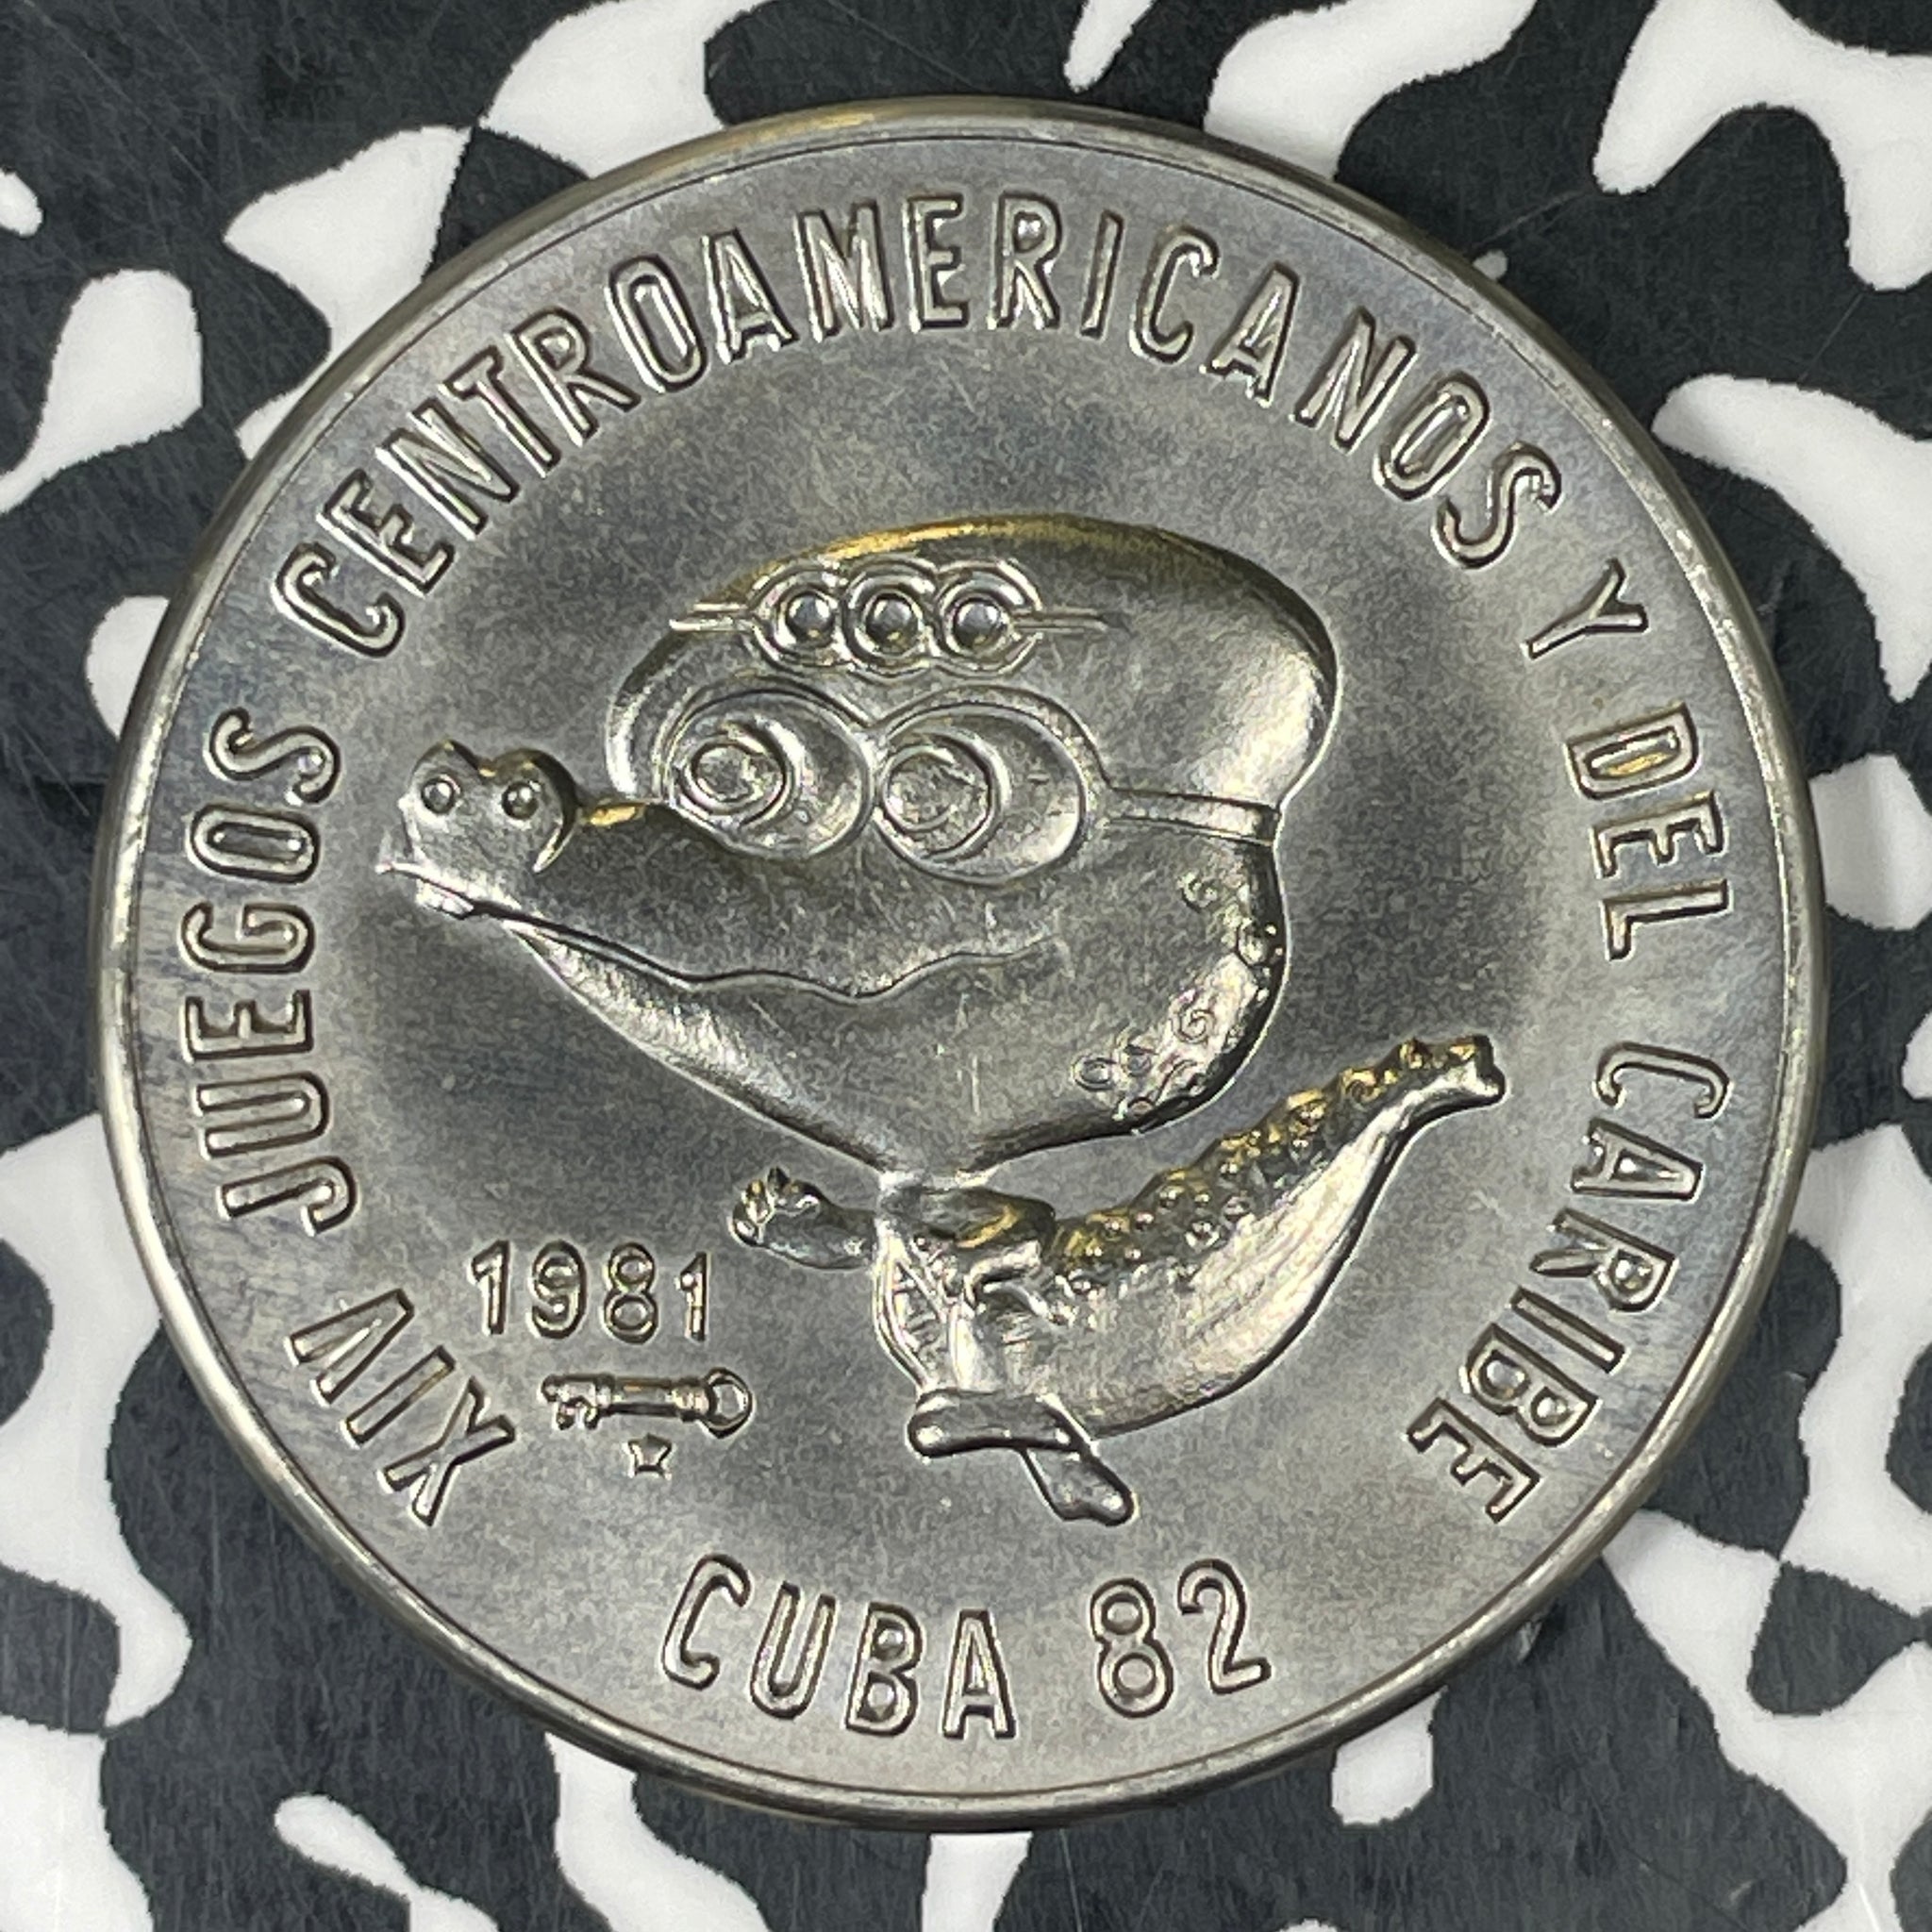 XIV JUEGOS CENTROAMERICANOS Y DEL CARIBE
1981
CUBA 82